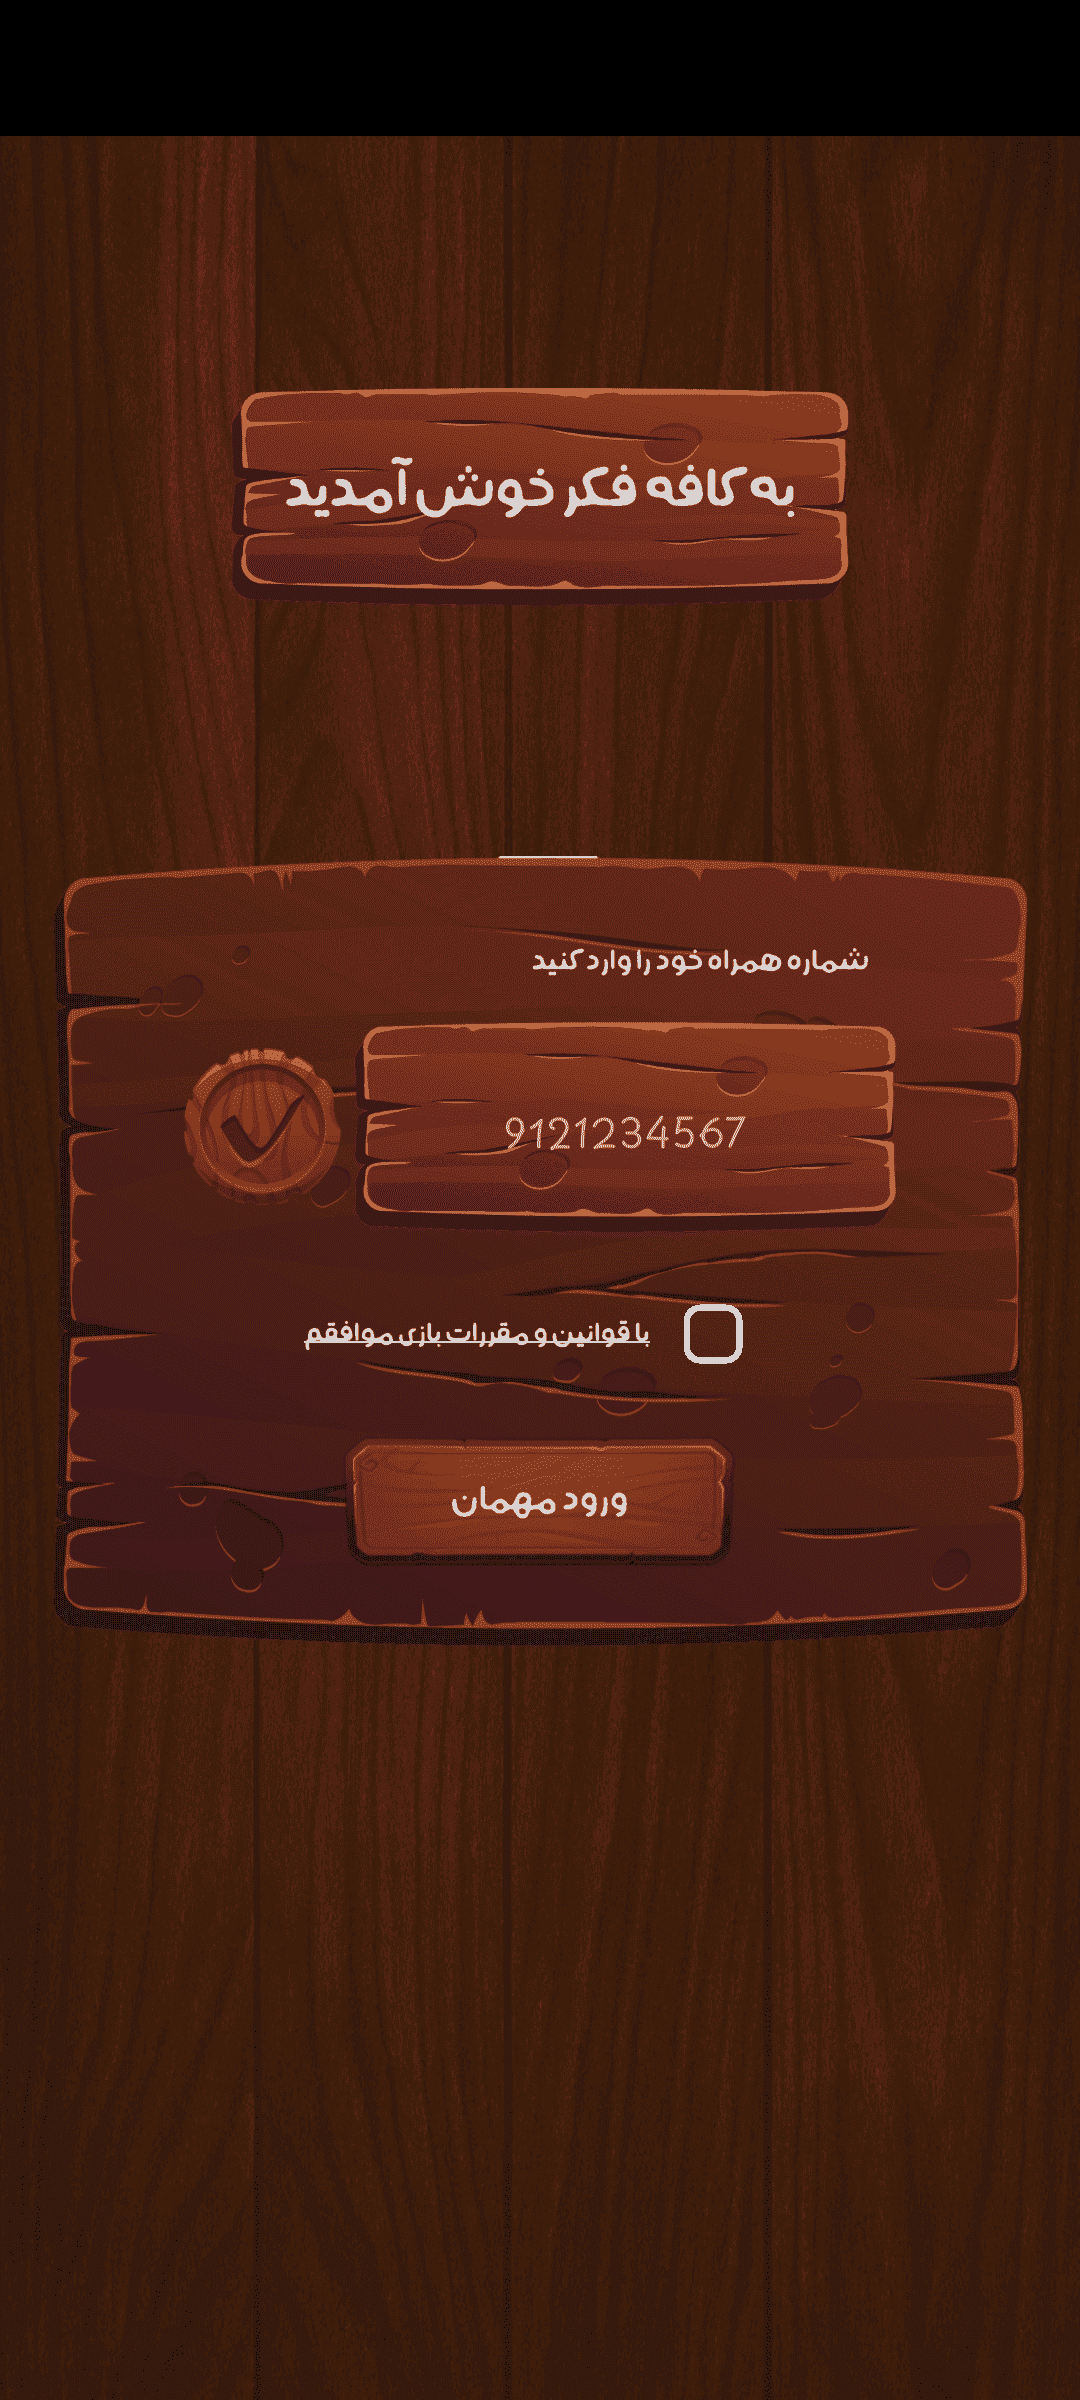 به کافه فکر خوش آمدید
شماره همراه خود را وارد کنید
9121234567
با قوانین و مقررات بازی موافقم
ورود مهمان